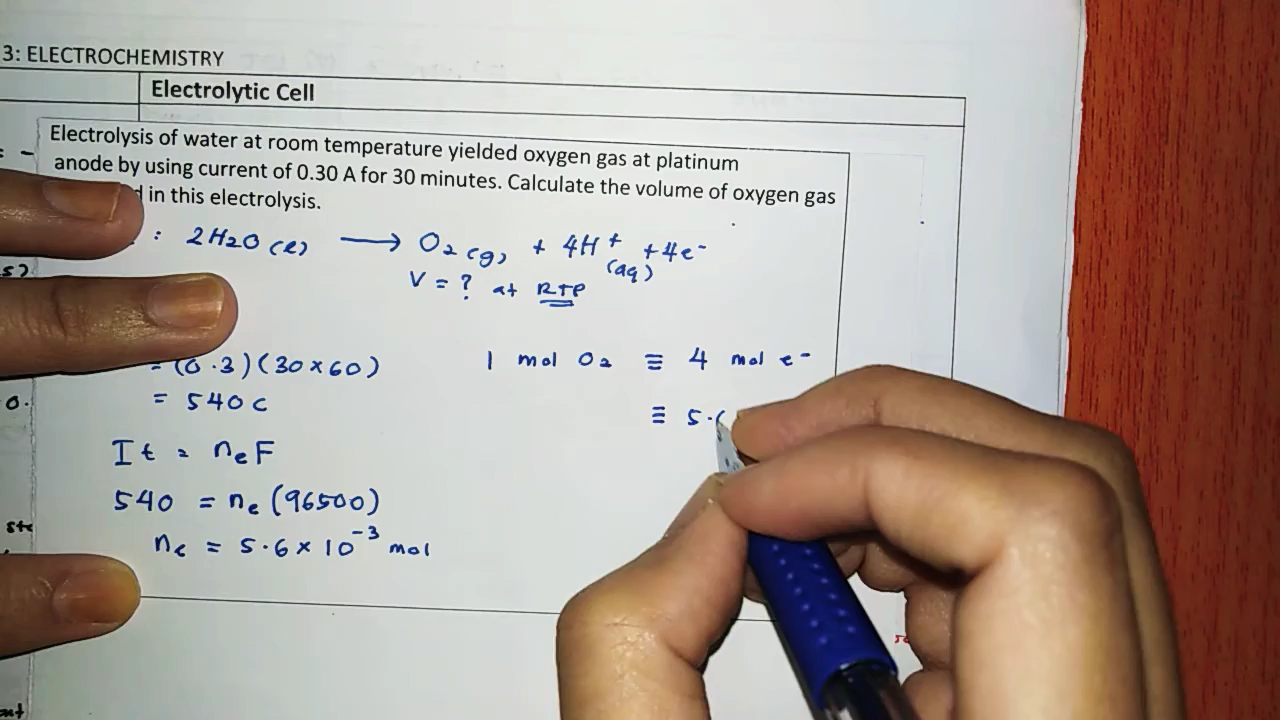 3: ELECTROCHEMISTRY
Electrolytic Cell
Electrolysis of water at room temperature yielded oxygen gas at platinum
anode by using current of 0.30 A for 30 minutes. Calculate the volume of oxygen gas
in this electrolysis.
: 2H2O (l) ⟶ O2 (g) + 4H+ (aq) + 4e-
V = ? at RTP
= (0.3)(30×60)
1 mol O2 ≡ 4 mol e-
= 540 C
≡ 5.6
It = neF
540 = ne (96500)
ne = 5.6 × 10-3 mol